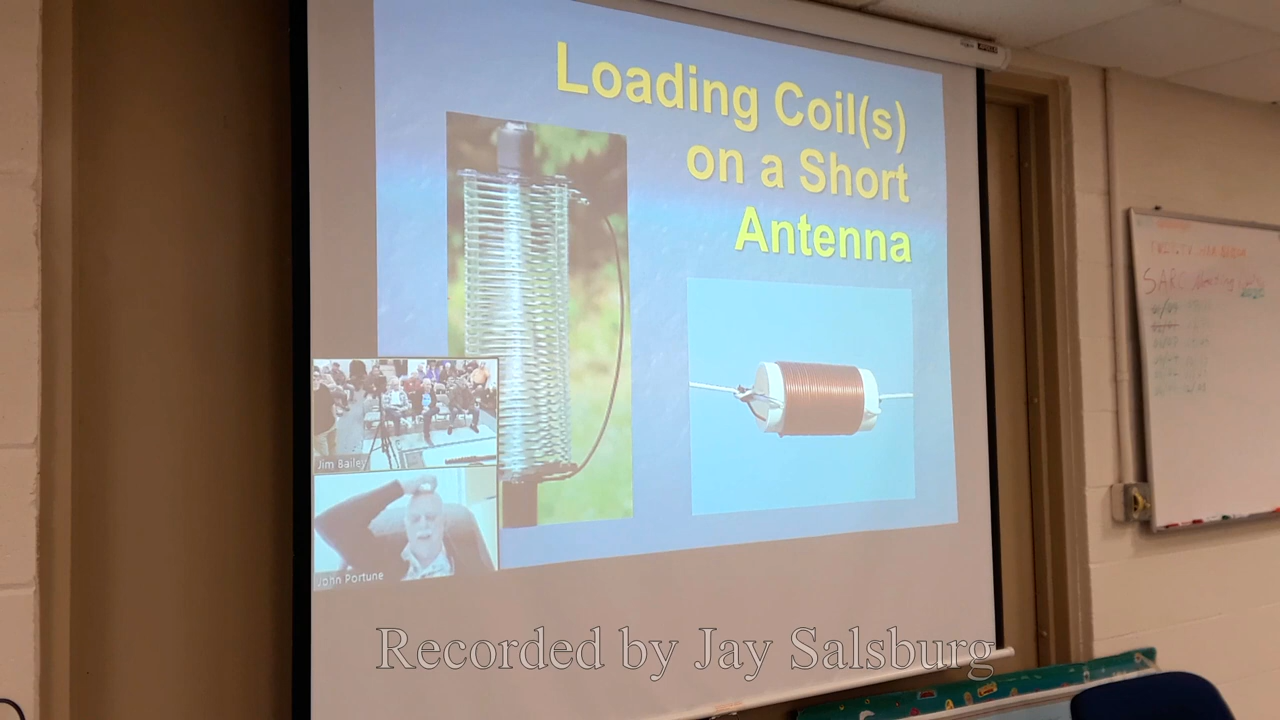 Loading Coil(s)
on a Short
Antenna
Jim Bailey
John Portune
SARC
Recorded by Jay Salsburg